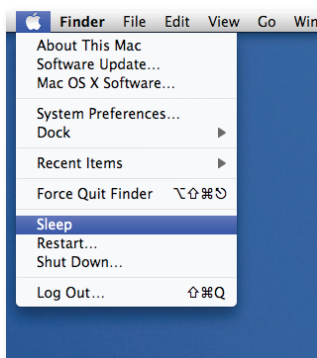 Finder File Edit View Go Win
About This Mac
Software Update...
Mac OS X Software...
System Preferences...
Dock
Recent Items
Force Quit Finder ⌥⇧⌘⎋
Sleep
Restart...
Shut Down...
Log Out... ⇧⌘Q